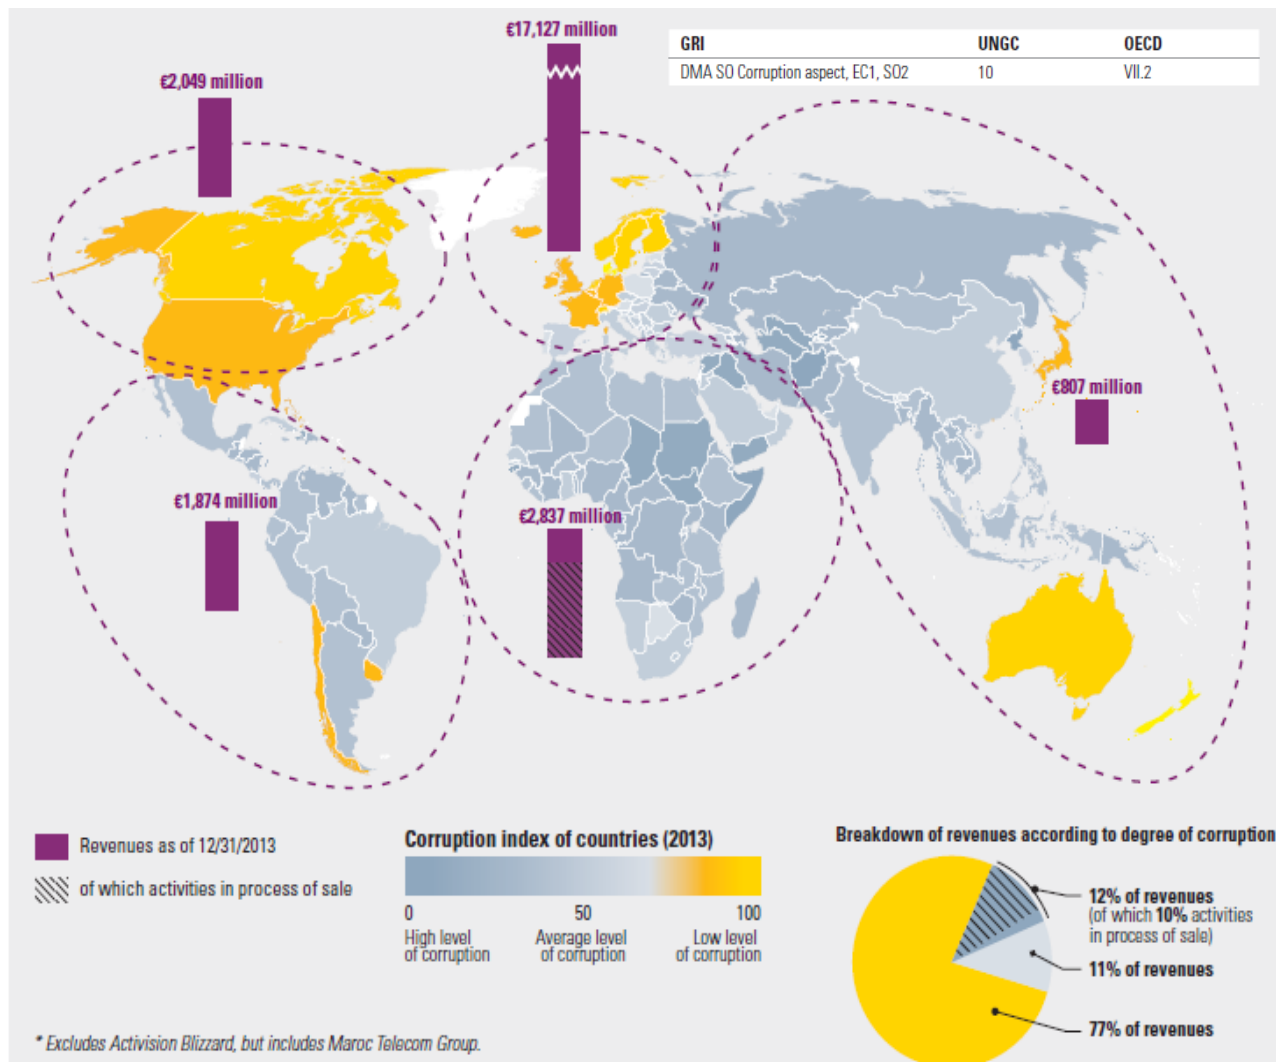 €17,127 million
GRI UNGC OECD
DMA SO Corruption aspect, EC1, SO2 10 VII.2
€2,049 million
€807 million
€1,874 million
€2,837 million
Revenues as of 12/31/2013
of which activities in process of sale
Corruption index of countries (2013)
0 50 100
High level of corruption
Average level of corruption
Low level of corruption
Breakdown of revenues according to degree of corruption
12% of revenues
(of which 10% activities
in process of sale)
11% of revenues
77% of revenues
* Excludes Activision Blizzard, but includes Maroc Telecom Group.